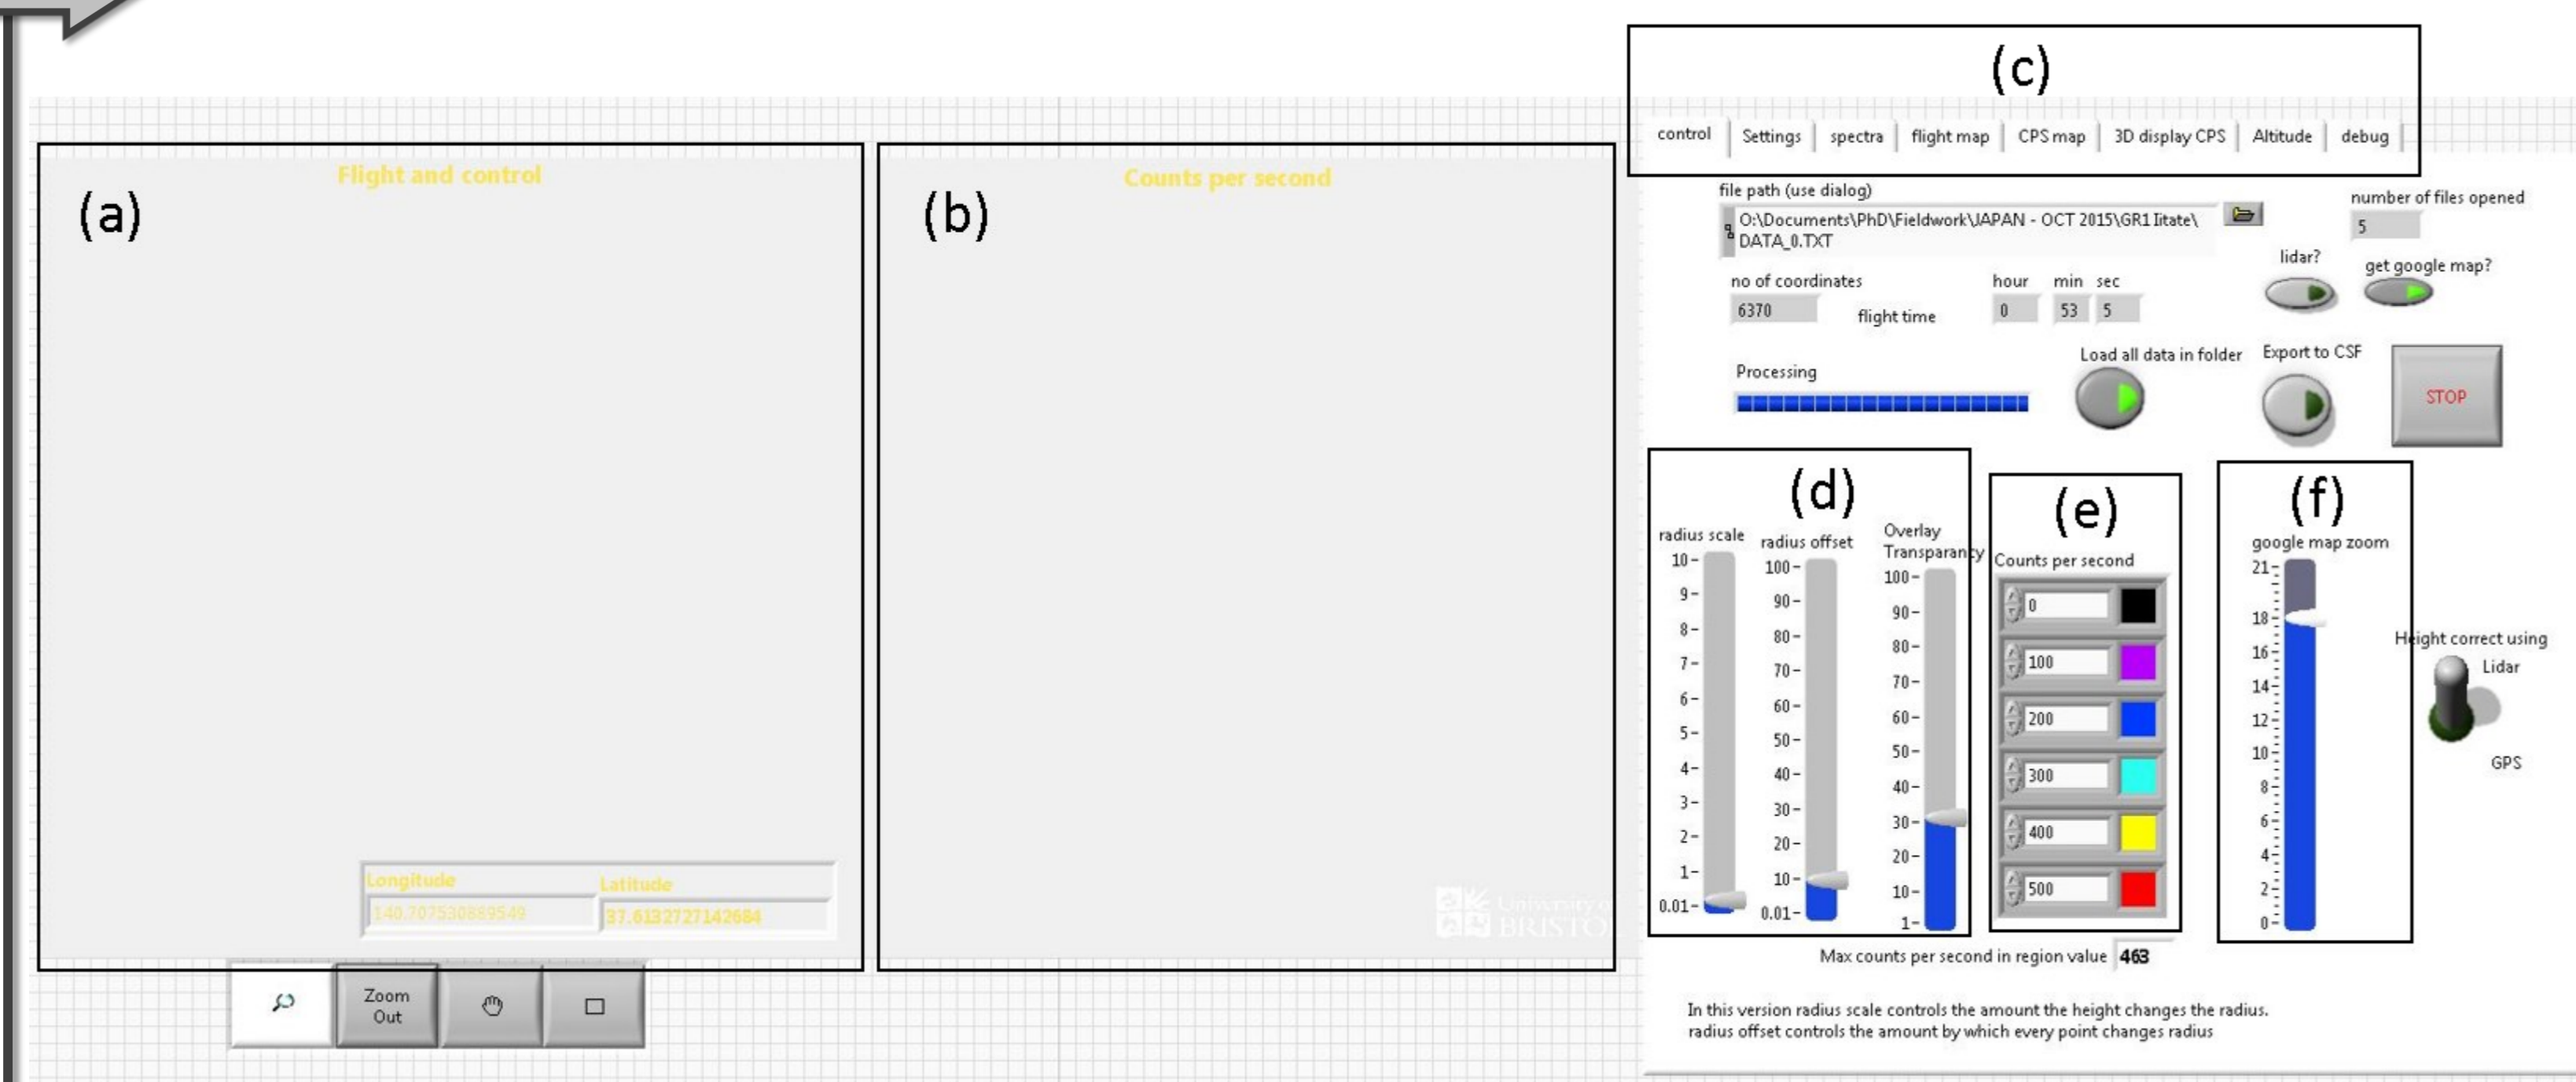 (a)
Flight and control
Longitude
Latitude
140.707530889549
37.6132727142684
Zoom
Out
(b)
Counts per second
University of
BRISTOL
(c)
control
Settings
spectra
flight map
CPS map
3D display CPS
Altitude
debug
file path (use dialog)
O:\Documents\PhD\Fieldwork\JAPAN - OCT 2015\GR1 Iitate\
DATA_0.TXT
number of files opened
5
lidar?
get google map?
no of coordinates
6370
flight time
hour
min
sec
0
53
5
Processing
Load all data in folder
Export to CSF
STOP
(d)
radius scale
10
9
8
7
6
5
4
3
2
1
0.01
radius offset
100
90
80
70
60
50
40
30
20
10
0.01
Overlay
Transparancy
100
90
80
70
60
50
40
30
20
10
1
(e)
Counts per second
0
100
200
300
400
500
(f)
google map zoom
21
18
16
14
12
10
8
6
4
2
0
Height correct using
Lidar
GPS
Max counts per second in region value 463
In this version radius scale controls the amount the height changes the radius.
radius offset controls the amount by which every point changes radius